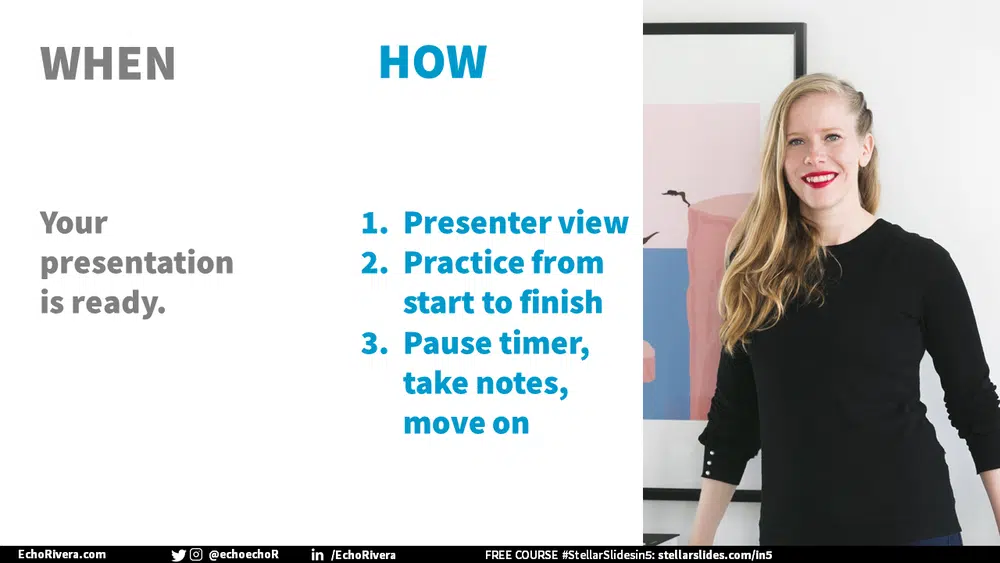 WHEN
HOW
Your
presentation
is ready.
1. Presenter view
2. Practice from
start to finish
3. Pause timer,
take notes,
move on
EchoRivera.com
@echoechoR
in /EchoRivera
FREE COURSE #StellarSlidesin5: stellarslides.com/in5